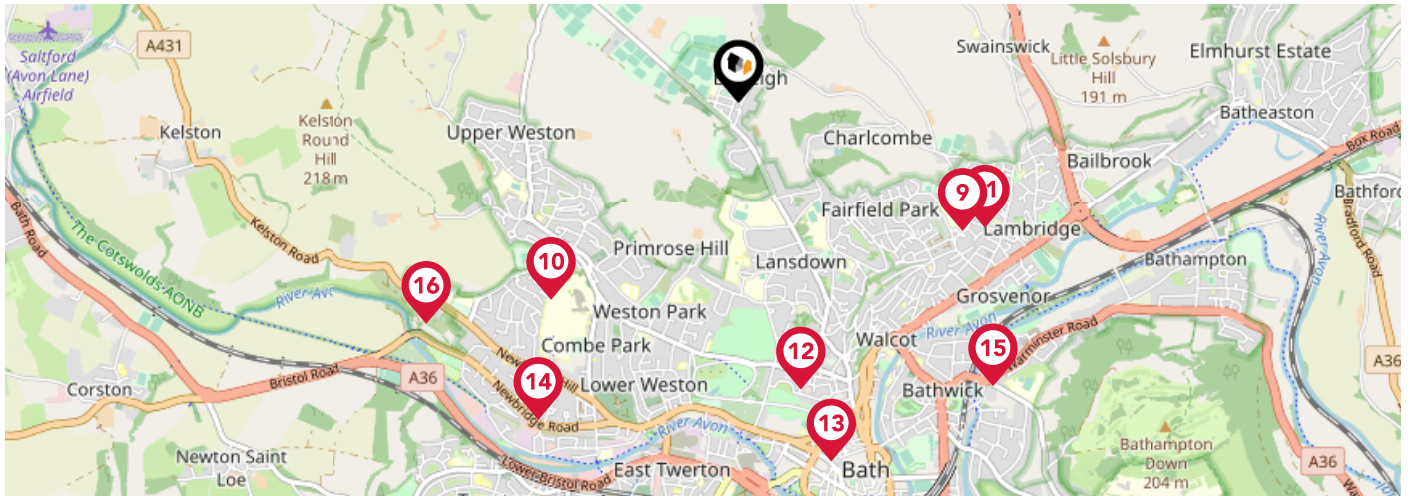 Swainswick
A431
Saltford
(Avon Lane)
Airfield
Little Solsbury
Hill
191 m
Elmhurst Estate
Kelston
Kelston
Round
Hill
218 m
Upper Weston
Charlcombe
Batheaston
Box Road
Bailbrook
9
Fairfield Park
Lambridge
Bradford Road
Bath Road
The Cotswolds AONB
Kelston Road
Primrose Hill
Lansdown
Bathampton
River Avon
10
16
Weston Park
Grosvenor
River Avon
Walcot
Warminster Road
12
15
Combe Park
Corston
Bristol Road
A36
14
Lower Weston
Bathwick
A36
Newbridge Road
River Avon
13
Bathampton
Down
204 m
Newton Saint
Loe
Lower Bristol Road
East Twerton
Bath
A36